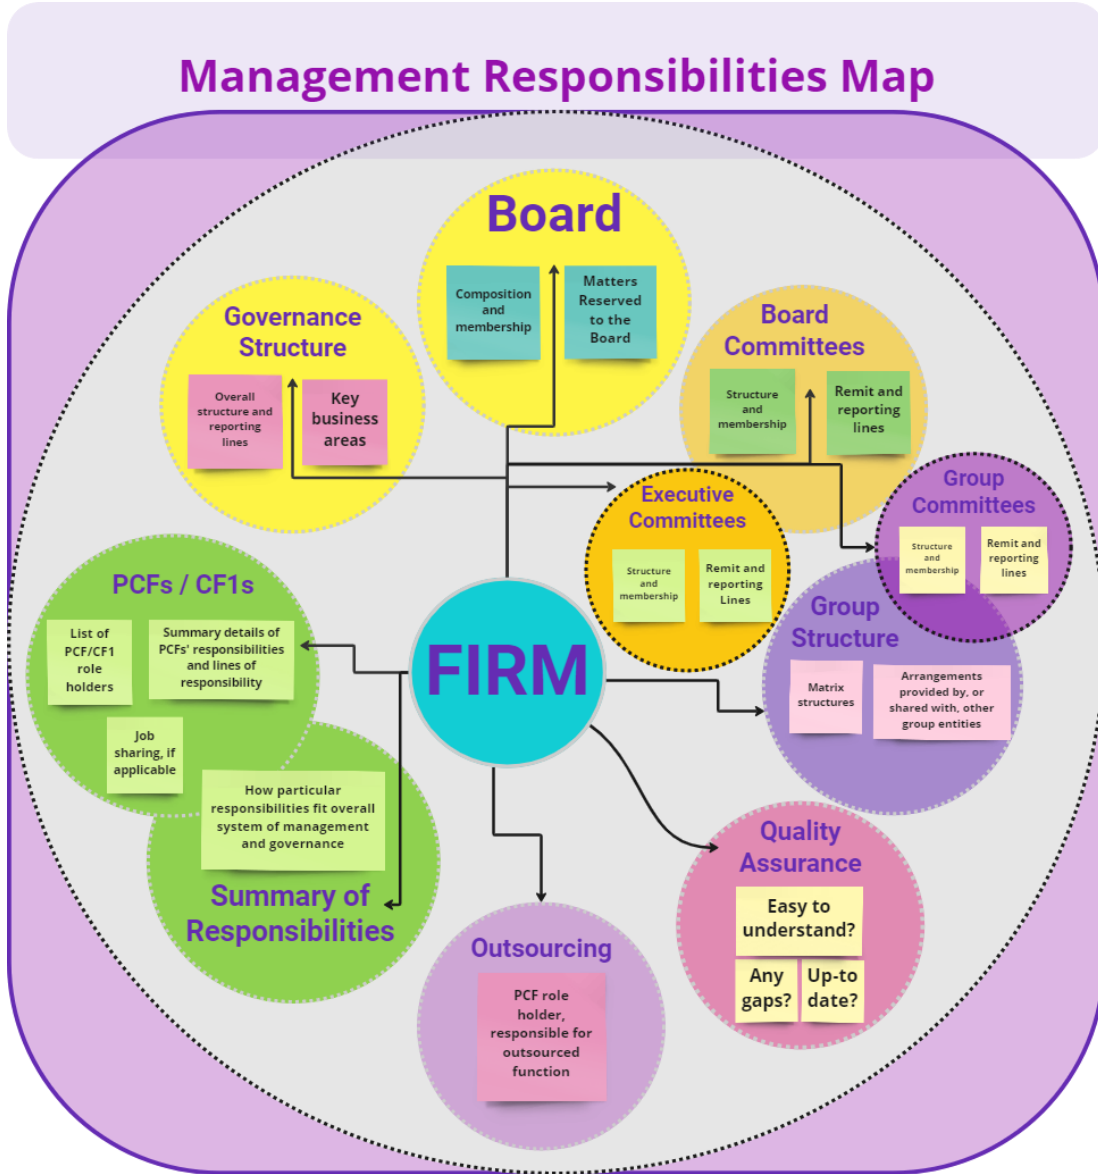 Management Responsibilities Map
Board
Composition
and
membership
Matters
Reserved
to the
Board
Governance
Structure
Overall
structure and
reporting
lines
Key
business
areas
Board
Committees
Structure
and
membership
Remit and
reporting
lines
Executive
Committees
Structure
and
membership
Remit and
reporting
Lines
Group
Committees
Structure
and
membership
Remit and
reporting
lines
PCFs / CF1s
List of
PCF/CF1
role
holders
Summary details of
PCFs' responsibilities
and lines of
responsibility
Job
sharing, if
applicable
FIRM
Group
Structure
Matrix
structures
Arrangements
provided by, or
shared with, other
group entities
How particular
responsibilities fit overall
system of management
and governance
Summary of
Responsibilities
Quality
Assurance
Easy to
understand?
Any
gaps?
Up-to
date?
Outsourcing
PCF role
holder,
responsible for
outsourced
function